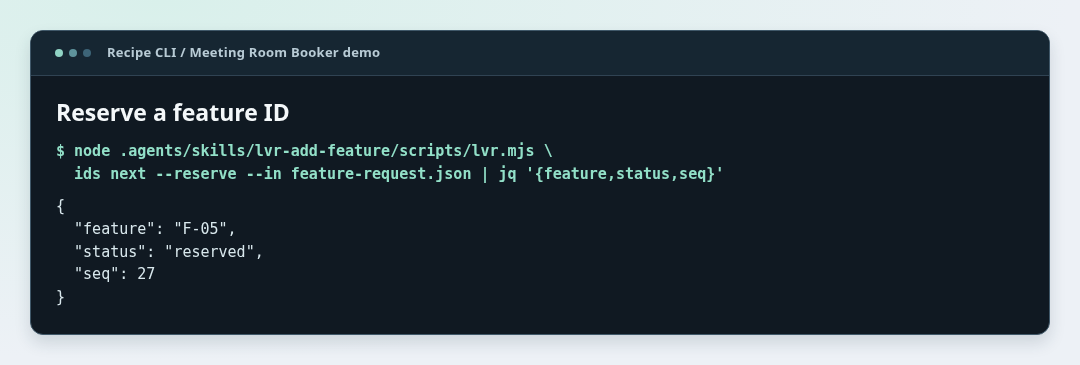 Recipe CLI / Meeting Room Booker demo
Reserve a feature ID
$ node .agents/skills/lvr-add-feature/scripts/lvr.mjs \
  ids next --reserve --in feature-request.json | jq '{feature,status,seq}'
{
  "feature": "F-05",
  "status": "reserved",
  "seq": 27
}